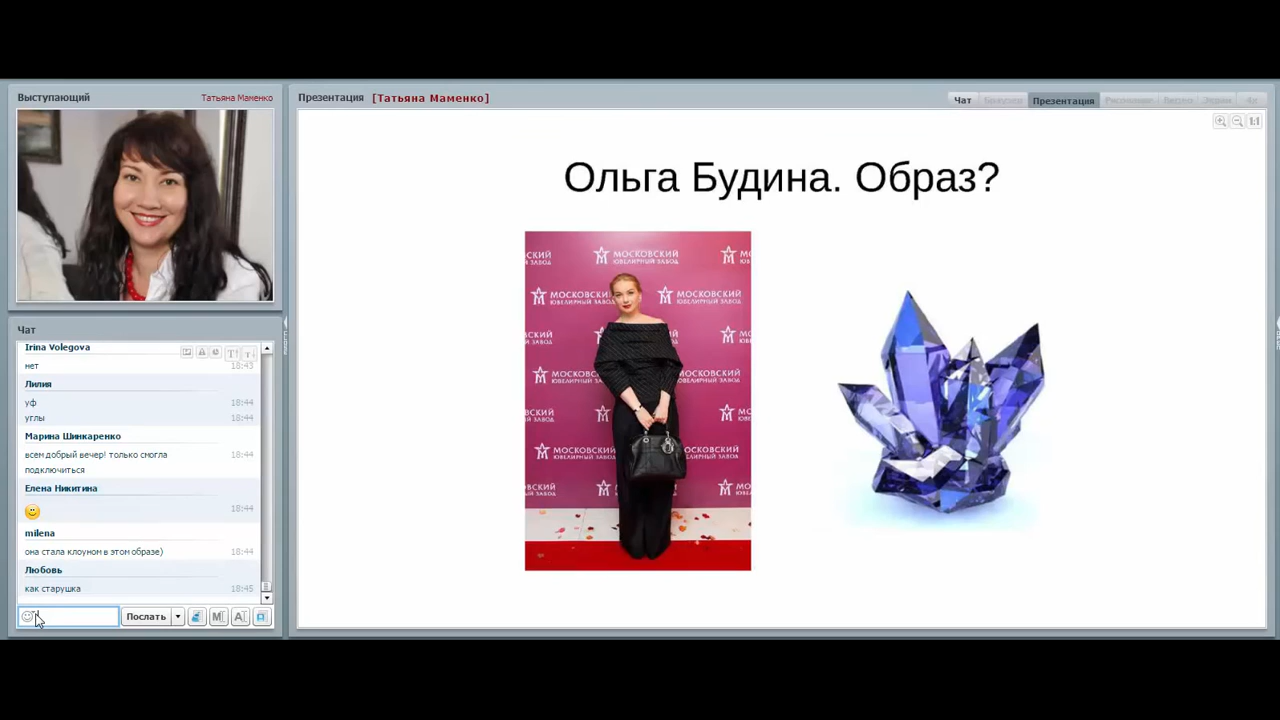 Выступающий
Татьяна Маменко
Презентация [Татьяна Маменко]
Чат
Презентация
1:1
Ольга Будина. Образ?
МОСКОВСКИЙ
ЮВЕЛИРНЫЙ ЗАВОД
Чат
Irina Volegova
нет 18:43
Лилия
уф 18:44
углы 18:44
Марина Шинкаренко
всем добрый вечер! только смогла 18:44
подключиться
Елена Никитина
18:44
milena
она стала клоуном в этом образе) 18:44
Любовь
как старушка 18:45
Послать